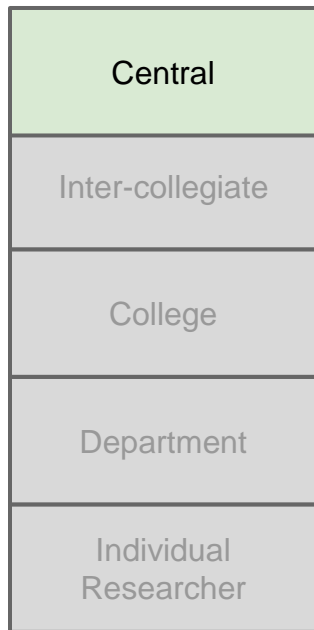 Central
Inter-collegiate
College
Department
Individual
Researcher